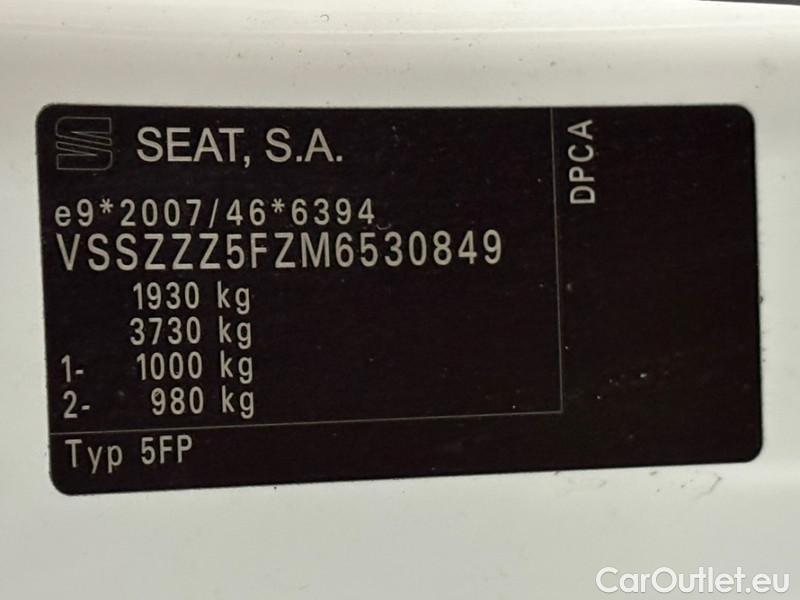 SEAT, S.A.
DPCA
e9*2007/46*6394
VSSZZZ5FZM6530849
1930 kg
3730 kg
1- 1000 kg
2- 980 kg
Typ 5FP
CarOutlet.eu